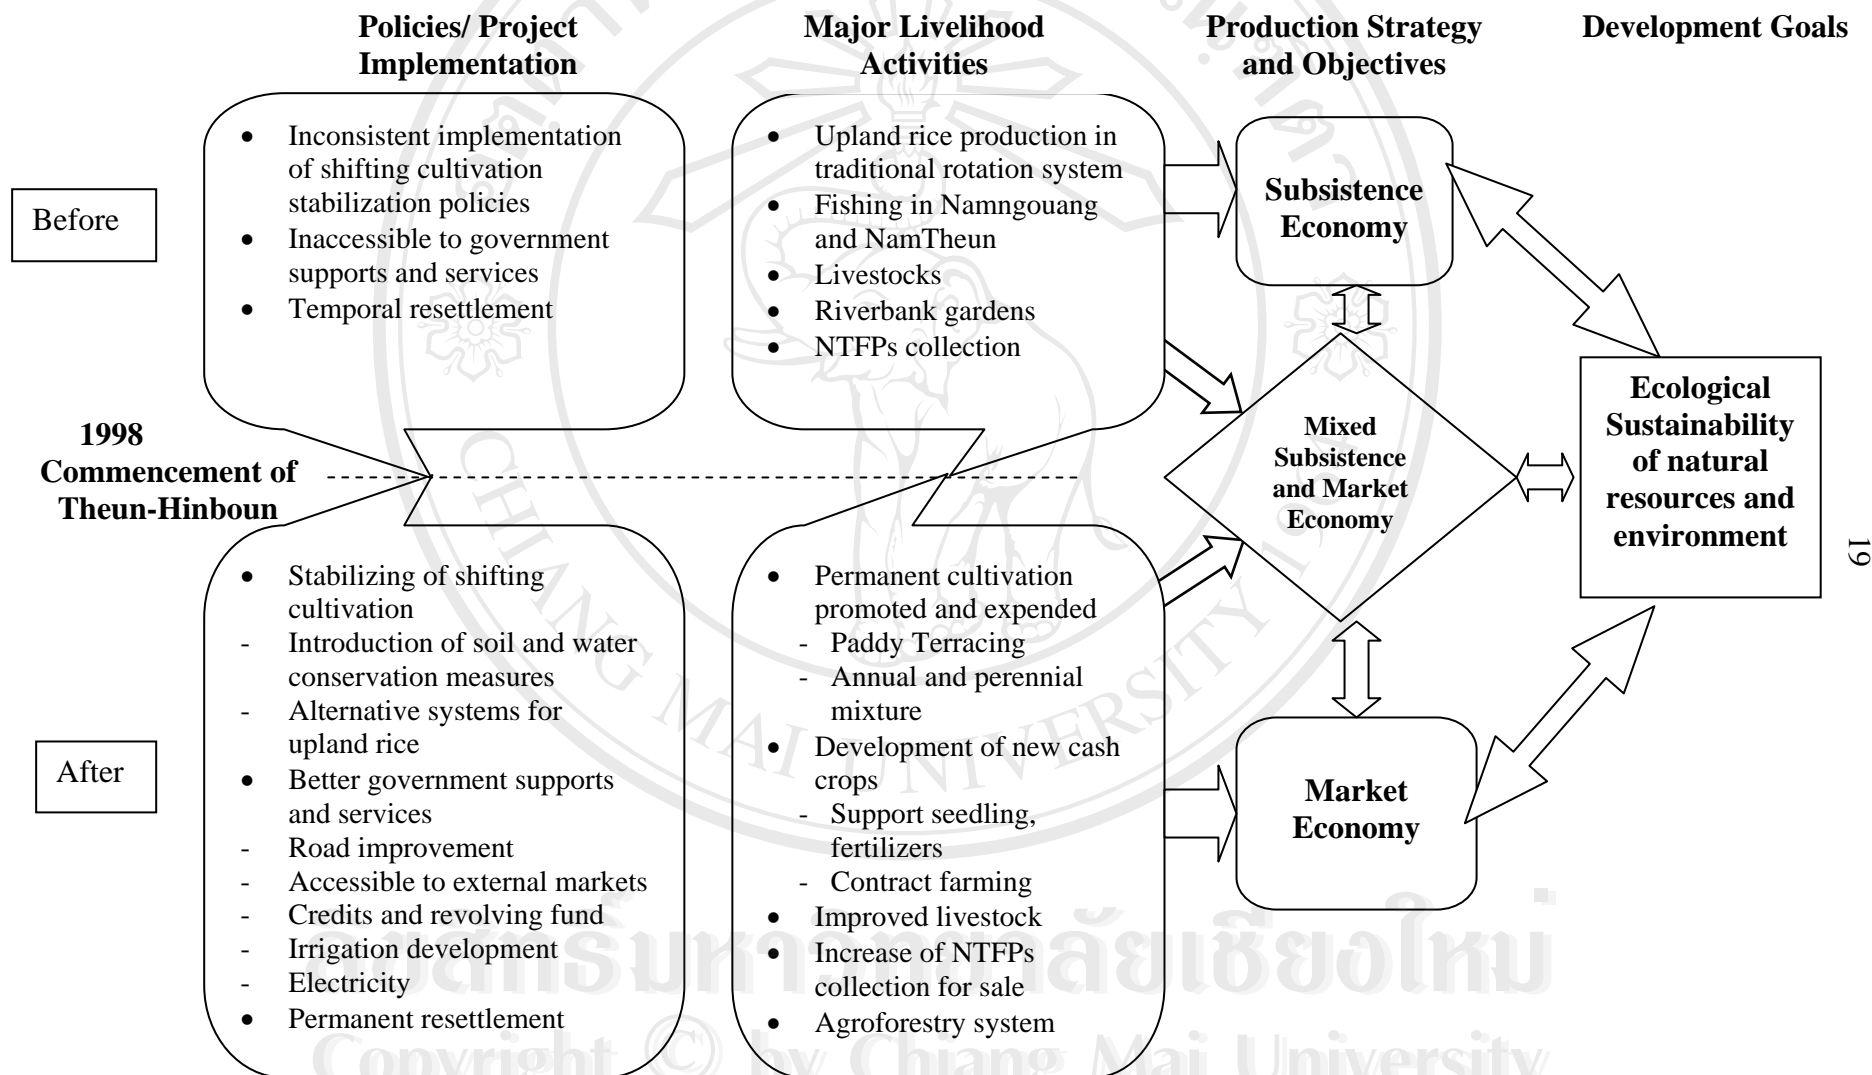 Policies/ Project
Implementation
Major Livelihood
Activities
Production Strategy
and Objectives
Development Goals
Before
• Inconsistent implementation
of shifting cultivation
stabilization policies
• Inaccessible to government
supports and services
• Temporal resettlement
• Upland rice production in
traditional rotation system
• Fishing in Namngouang
and NamTheun
• Livestocks
• Riverbank gardens
• NTFPs collection
Subsistence
Economy
1998
Commencement of
Theun-Hinboun
Mixed
Subsistence
and Market
Economy
Ecological
Sustainability
of natural
resources and
environment
19
After
• Stabilizing of shifting
cultivation
- Introduction of soil and water
conservation measures
- Alternative systems for
upland rice
• Better government supports
and services
- Road improvement
- Accessible to external markets
- Credits and revolving fund
- Irrigation development
- Electricity
• Permanent resettlement
• Permanent cultivation
promoted and expended
- Paddy Terracing
- Annual and perennial
mixture
• Development of new cash
crops
- Support seedling,
fertilizers
- Contract farming
• Improved livestock
• Increase of NTFPs
collection for sale
• Agroforestry system
Market
Economy
CHIANG MAI UNIVERSITY 1964
ลิขสิทธิ์มหาวิทยาลัยเชียงใหม่
Copyright © by Chiang Mai University